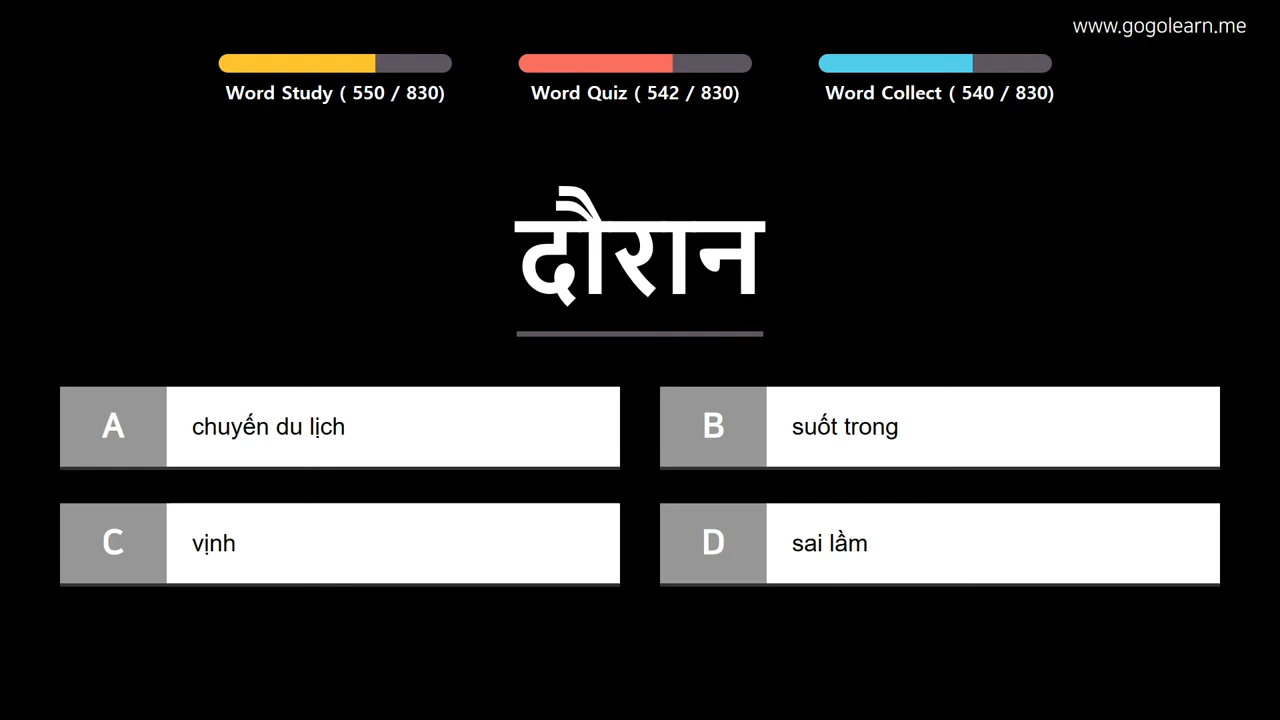 www.gogolearn.me
Word Study ( 550 / 830)
Word Quiz ( 542 / 830)
Word Collect ( 540 / 830)
दौरान
A
chuyến du lịch
B
suốt trong
C
vịnh
D
sai lầm